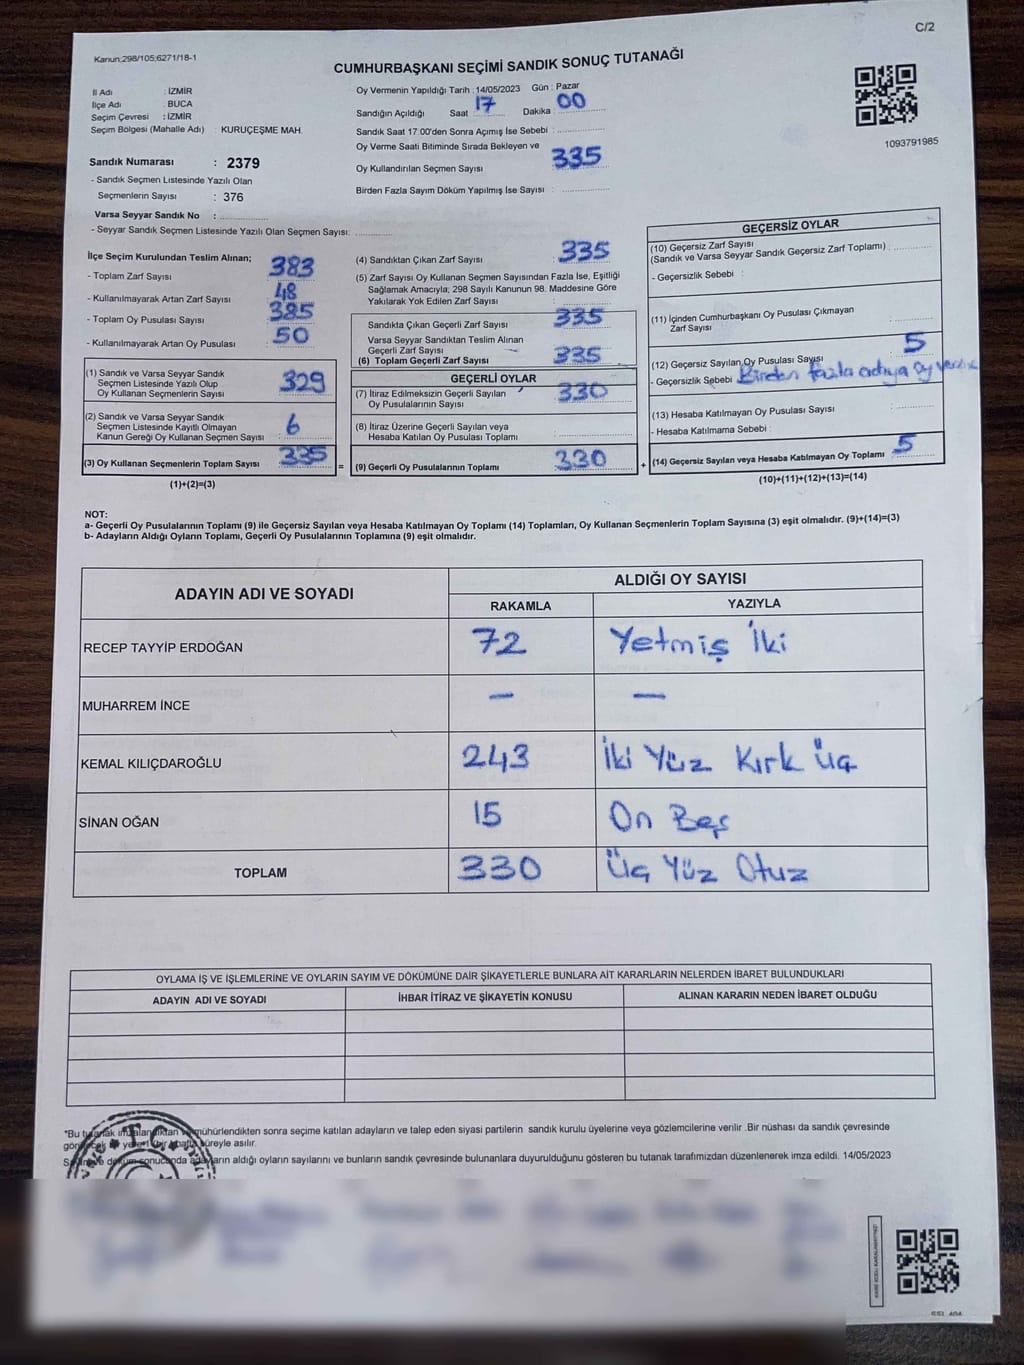 C/2
Kanun:298/105;6271/18-1
CUMHURBAŞKANI SEÇİMİ SANDIK SONUÇ TUTANAĞI
İl Adı : İZMİR
İlçe Adı : BUCA
Seçim Çevresi : İZMİR
Seçim Bölgesi (Mahalle Adı) : KURUÇEŞME MAH.
Sandık Numarası : 2379
- Sandık Seçmen Listesinde Yazılı Olan
Seçmenlerin Sayısı : 376
Varsa Seyyar Sandık No : ..................
- Seyyar Sandık Seçmen Listesinde Yazılı Olan Seçmen Sayısı: ..........
Oy Vermenin Yapıldığı Tarih : 14/05/2023 Gün : Pazar
Sandığın Açıldığı Saat 17 Dakika : 00
Sandık Saat 17.00'den Sonra Açımış İse Sebebi : ..................
Oy Verme Saati Bitiminde Sırada Bekleyen ve
Oy Kullandırılan Seçmen Sayısı 335
Birden Fazla Sayım Döküm Yapılmış İse Sayısı : ..................
1093791985
İlçe Seçim Kurulundan Teslim Alınan;
- Toplam Zarf Sayısı : 383
- Kullanılmayarak Artan Zarf Sayısı : 48
- Toplam Oy Pusulası Sayısı : 385
- Kullanılmayarak Artan Oy Pusulası : 50
(1) Sandık ve Varsa Seyyar Sandık
Seçmen Listesinde Yazılı Olup
Oy Kullanan Seçmenlerin Sayısı : 329
(2) Sandık ve Varsa Seyyar Sandık
Seçmen Listesinde Kayıtlı Olmayan
Kanun Gereği Oy Kullanan Seçmen Sayısı : 6
(3) Oy Kullanan Seçmenlerin Toplam Sayısı : 335
(1)+(2)=(3)
=
(4) Sandıktan Çıkan Zarf Sayısı : 335
(5) Zarf Sayısı Oy Kullanan Seçmen Sayısından Fazla İse, Eşitliği
Sağlamak Amacıyla; 298 Sayılı Kanunun 98. Maddesine Göre
Yakılarak Yok Edilen Zarf Sayısı : ..................
Sandıkta Çıkan Geçerli Zarf Sayısı : 335
Varsa Seyyar Sandıktan Teslim Alınan
Geçerli Zarf Sayısı : ..................
(6) Toplam Geçerli Zarf Sayısı : 335
GEÇERLİ OYLAR
(7) İtiraz Edilmeksizin Geçerli Sayılan
Oy Pusulalarının Sayısı : 330
(8) İtiraz Üzerine Geçerli Sayılan veya
Hesaba Katılan Oy Pusulası Toplamı : ..................
(9) Geçerli Oy Pusulalarının Toplamı : 330
+
GEÇERSİZ OYLAR
(10) Geçersiz Zarf Sayısı
(Sandık ve Varsa Seyyar Sandık Geçersiz Zarf Toplamı) : ..........
- Geçersizlik Sebebi :
(11) İçinden Cumhurbaşkanı Oy Pusulası Çıkmayan
Zarf Sayısı : ..........
(12) Geçersiz Sayılan Oy Pusulası Sayısı : 5
- Geçersizlik Sebebi Birden fazla adaya oy
(13) Hesaba Katılmayan Oy Pusulası Sayısı : ..........
- Hesaba Katılmama Sebebi :
(14) Geçersiz Sayılan veya Hesaba Katılmayan Oy Toplamı : 5
(10)+(11)+(12)+(13)=(14)
NOT:
a- Geçerli Oy Pusulalarının Toplamı (9) ile Geçersiz Sayılan veya Hesaba Katılmayan Oy Toplamı (14) Toplamları, Oy Kullanan Seçmenlerin Toplam Sayısına (3) eşit olmalıdır. (9)+(14)=(3)
b- Adayların Aldığı Oyların Toplamı, Geçerli Oy Pusulalarının Toplamına (9) eşit olmalıdır.
ADAYIN ADI VE SOYADI
ALDIĞI OY SAYISI
RAKAMLA YAZIYLA
RECEP TAYYİP ERDOĞAN 72 Yetmiş İki
MUHARREM İNCE — —
KEMAL KILIÇDAROĞLU 243 İki Yüz Kırk Üç
SİNAN OĞAN 15 On Beş
TOPLAM 330 Üç Yüz Otuz
OYLAMA İŞ VE İŞLEMLERİNE VE OYLARIN SAYIM VE DÖKÜMÜNE DAİR ŞİKAYETLERLE BUNLARA AİT KARARLARIN NELERDEN İBARET BULUNDUKLARI
ADAYIN ADI VE SOYADI İHBAR İTİRAZ VE ŞİKAYETİN KONUSU ALINAN KARARIN NEDEN İBARET OLDUĞU
*Bu tutanak imzalandıktan ve mühürlendikten sonra seçime katılan adayların ve talep eden siyasi partilerin sandık kurulu üyelerine veya gözlemcilerine verilir .Bir nüshası da sandık çevresinde
yere süreyle asılır.
Sayım ve döküm sonucunda adayların aldığı oyların sayılarını ve bunların sandık çevresinde bulunanlara duyurulduğunu gösteren bu tutanak tarafımızdan düzenlenerek imza edildi. 14/05/2023
T.C.